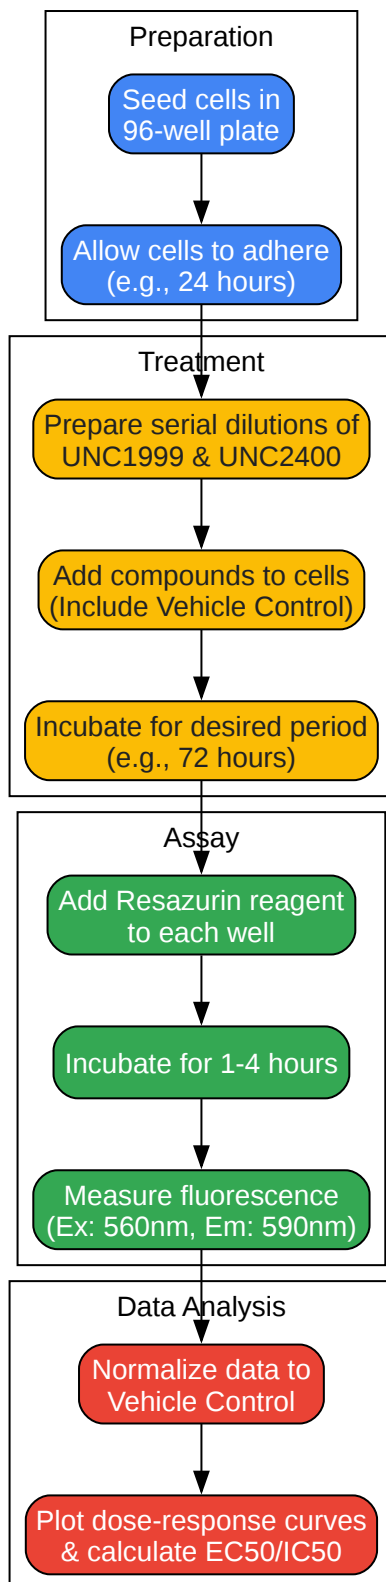 Preparation
Seed cells in
96-well plate
Allow cells to adhere
(e.g., 24 hours)
Treatment
Prepare serial dilutions of
UNC1999 & UNC2400
Add compounds to cells
(Include Vehicle Control)
Incubate for desired period
(e.g., 72 hours)
Assay
Add Resazurin reagent
to each well
Incubate for 1-4 hours
Measure fluorescence
(Ex: 560nm, Em: 590nm)
Data Analysis
Normalize data to
Vehicle Control
Plot dose-response curves
& calculate EC50/IC50